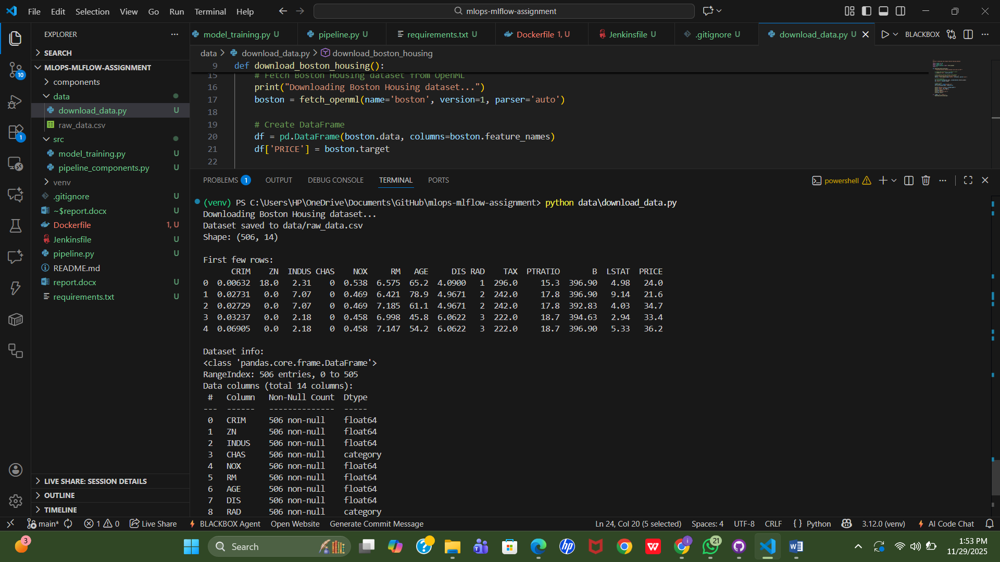 File Edit Selection View Go Run Terminal Help
mlops-mlflow-assignment
EXPLORER
SEARCH
MLOPS-MLFLOW-ASSIGNMENT
components
data
download_data.py U
raw_data.csv
src
model_training.py U
pipeline_components.py U
venv
.gitignore U
~$report.docx U
Dockerfile 1, U
Jenkinsfile U
pipeline.py U
README.md
report.docx U
requirements.txt U
LIVE SHARE: SESSION DETAILS
OUTLINE
TIMELINE
10
1
model_training.py U pipeline.py U requirements.txt U Dockerfile 1, U Jenkinsfile U .gitignore U download_data.py U BLACKBOX
data > download_data.py > download_boston_housing
9 def download_boston_housing():
15 # Fetch Boston Housing dataset from OpenML
16 print("Downloading Boston Housing dataset...")
17 boston = fetch_openml(name='boston', version=1, parser='auto')
18
19 # Create DataFrame
20 df = pd.DataFrame(boston.data, columns=boston.feature_names)
21 df['PRICE'] = boston.target
22
PROBLEMS 1 OUTPUT DEBUG CONSOLE TERMINAL PORTS powershell
(venv) PS C:\Users\HP\OneDrive\Documents\GitHub\mlops-mlflow-assignment> python data\download_data.py
Downloading Boston Housing dataset...
Dataset saved to data/raw_data.csv
Shape: (506, 14)
First few rows:
CRIM ZN INDUS CHAS NOX RM AGE DIS RAD TAX PTRATIO B LSTAT PRICE
0 0.00632 18.0 2.31 0 0.538 6.575 65.2 4.0900 1 296.0 15.3 396.90 4.98 24.0
1 0.02731 0.0 7.07 0 0.469 6.421 78.9 4.9671 2 242.0 17.8 396.90 9.14 21.6
2 0.02729 0.0 7.07 0 0.469 7.185 61.1 4.9671 2 242.0 17.8 392.83 4.03 34.7
3 0.03237 0.0 2.18 0 0.458 6.998 45.8 6.0622 3 222.0 18.7 394.63 2.94 33.4
4 0.06905 0.0 2.18 0 0.458 7.147 54.2 6.0622 3 222.0 18.7 396.90 5.33 36.2
Dataset info:
<class 'pandas.core.frame.DataFrame'>
RangeIndex: 506 entries, 0 to 505
Data columns (total 14 columns):
# Column Non-Null Count Dtype
--- ------ -------------- -----
0 CRIM 506 non-null float64
1 ZN 506 non-null float64
2 INDUS 506 non-null float64
3 CHAS 506 non-null category
4 NOX 506 non-null float64
5 RM 506 non-null float64
6 AGE 506 non-null float64
7 DIS 506 non-null float64
8 RAD 506 non-null category
main* 1 0 Live Share BLACKBOX Agent Open Website Generate Commit Message Ln 24, Col 20 (5 selected) Spaces: 4 UTF-8 CRLF { } Python 3.12.0 (venv) AI Code Chat
3 Search 21 1:53 PM
11/29/2025